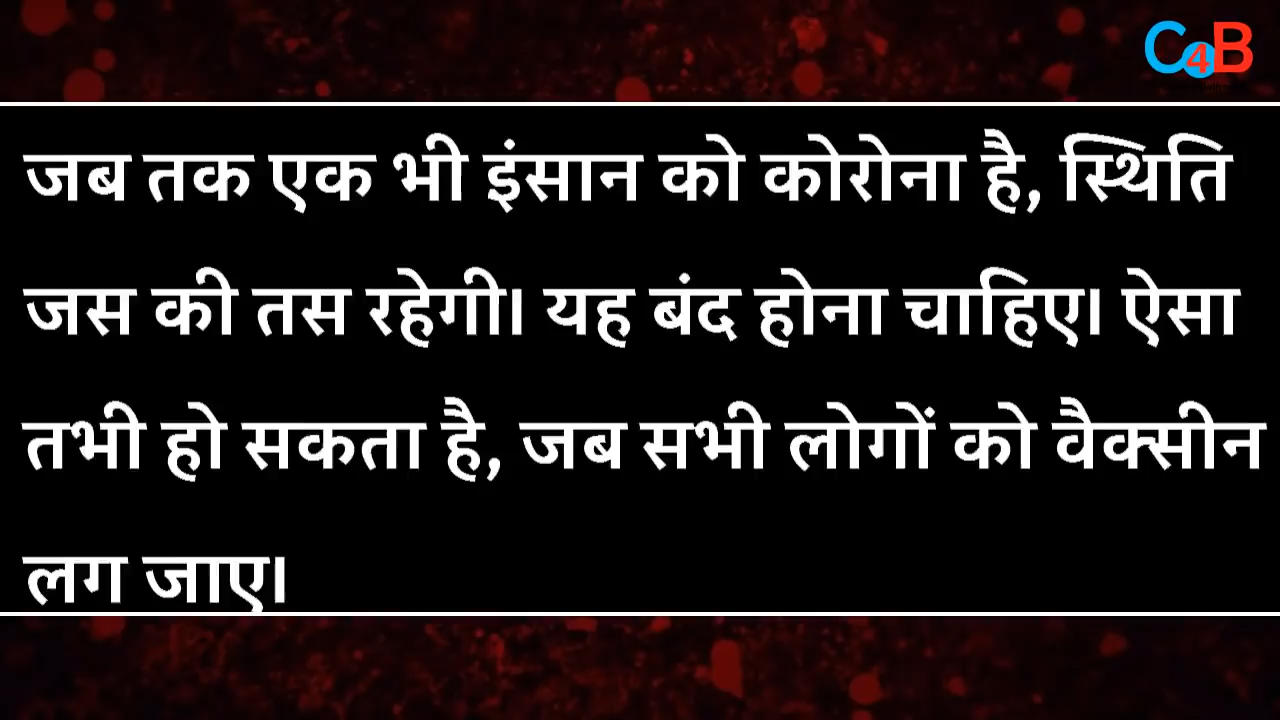 C4B
जब तक एक भी इंसान को कोरोना है, स्थिति
जस की तस रहेगी। यह बंद होना चाहिए। ऐसा
तभी हो सकता है, जब सभी लोगों को वैक्सीन
लग जाए।